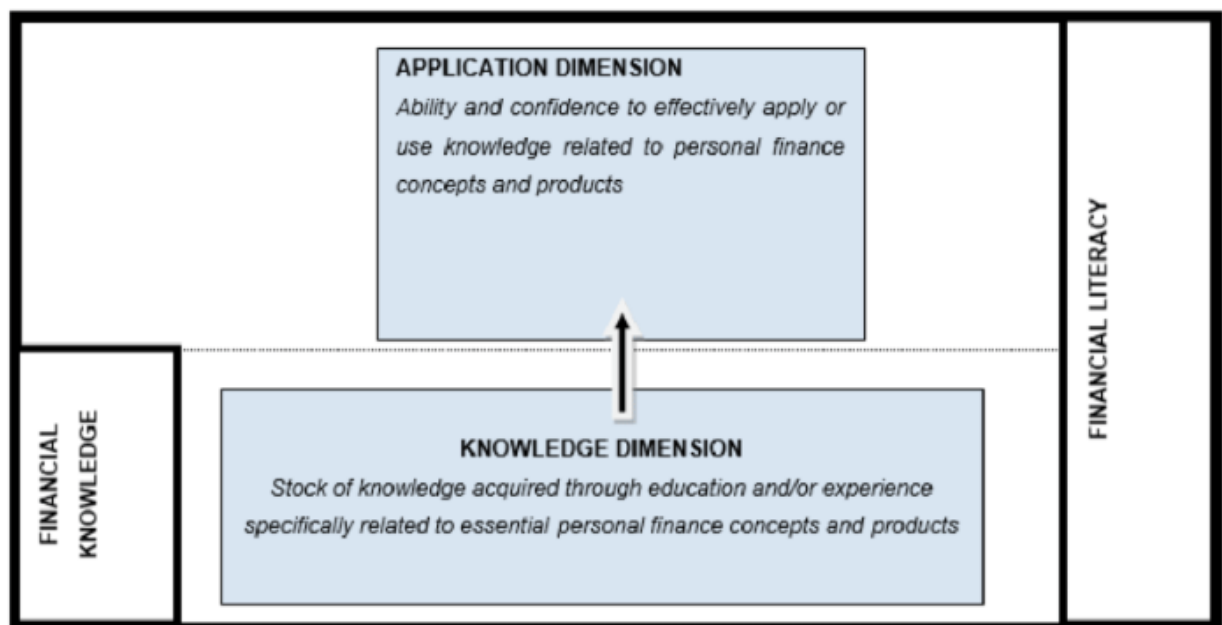 APPLICATION DIMENSION
Ability and confidence to effectively apply or
use knowledge related to personal finance
concepts and products
FINANCIAL LITERACY
FINANCIAL
KNOWLEDGE
KNOWLEDGE DIMENSION
Stock of knowledge acquired through education and/or experience
specifically related to essential personal finance concepts and products